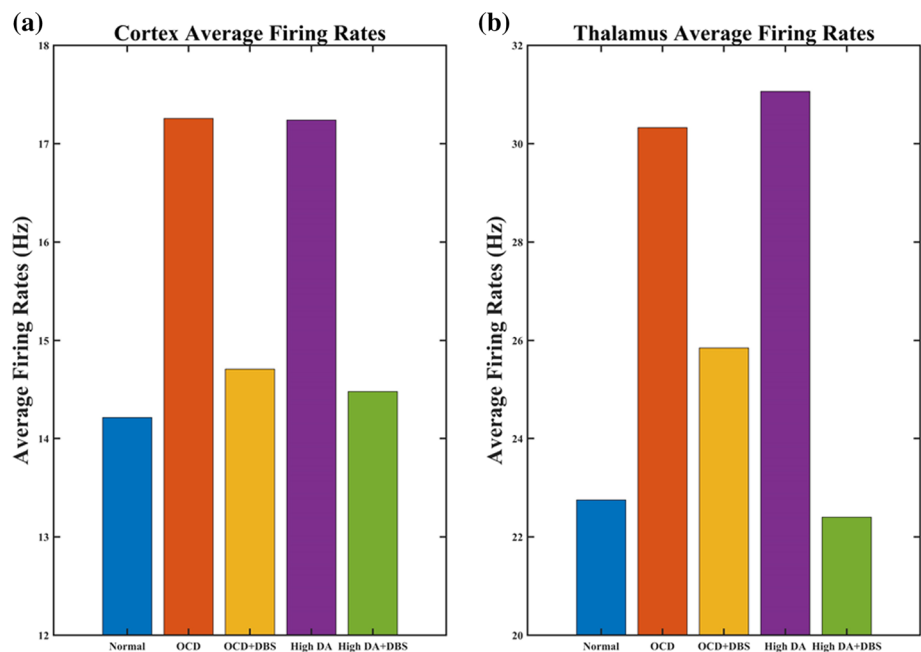 (a)
Cortex Average Firing Rates
Average Firing Rates (Hz)
18
17
16
15
14
13
12
Normal OCD OCD+DBS High DA High DA+DBS
(b)
Thalamus Average Firing Rates
Average Firing Rates (Hz)
32
30
28
26
24
22
20
Normal OCD OCD+DBS High DA High DA+DBS